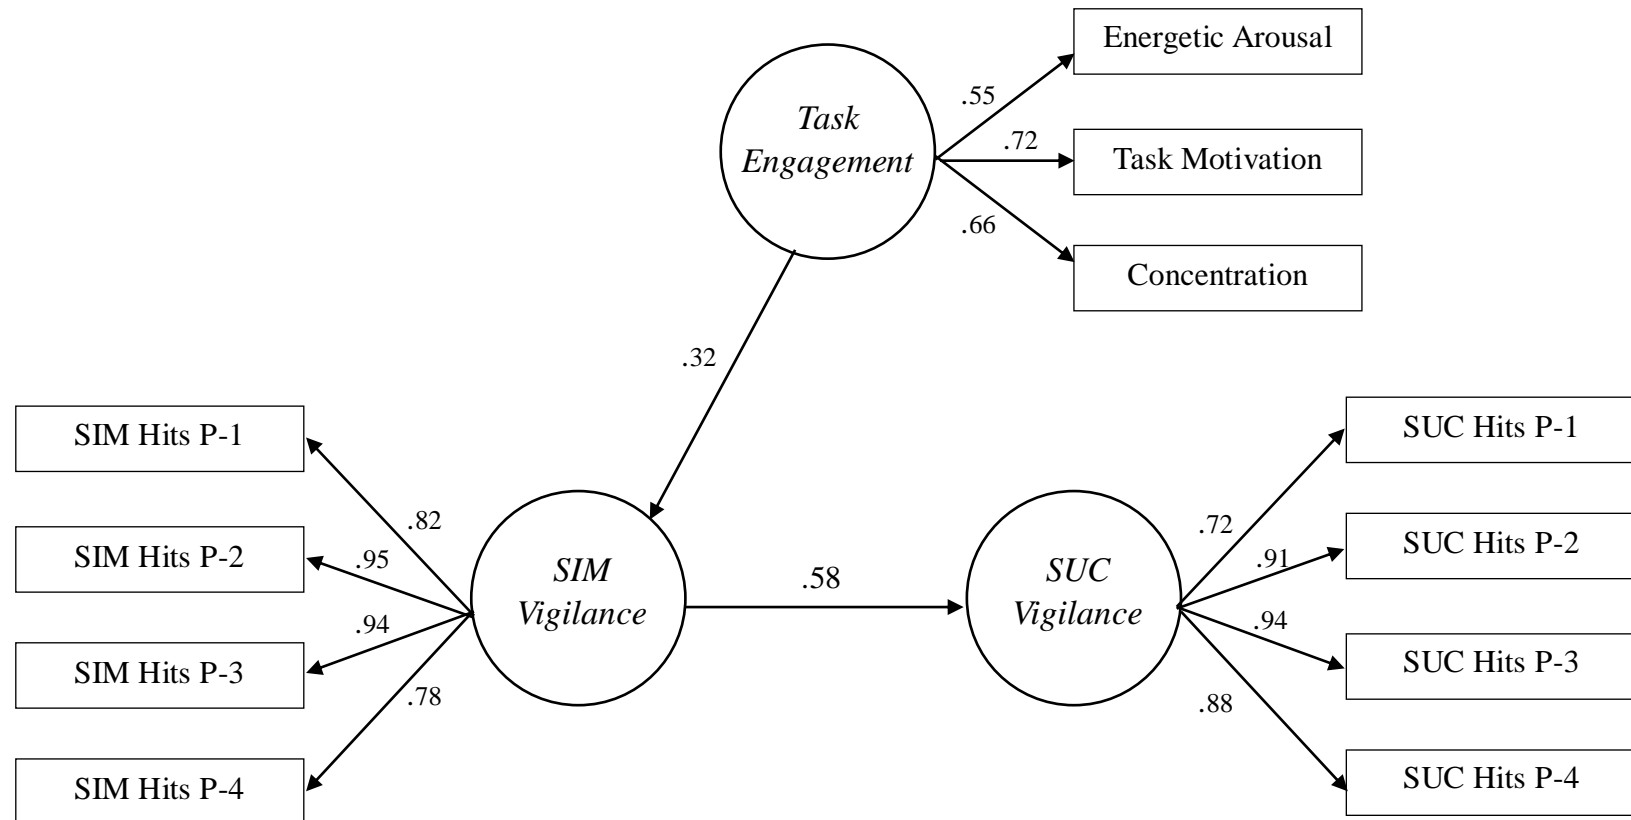 Energetic Arousal
.55
Task
Engagement
.72
Task Motivation
.66
Concentration
.32
SIM Hits P-1
SUC Hits P-1
.82
.72
SIM Hits P-2
.95
SIM
Vigilance
.58
SUC
Vigilance
.91
SUC Hits P-2
.94
.94
SIM Hits P-3
SUC Hits P-3
.78
.88
SIM Hits P-4
SUC Hits P-4